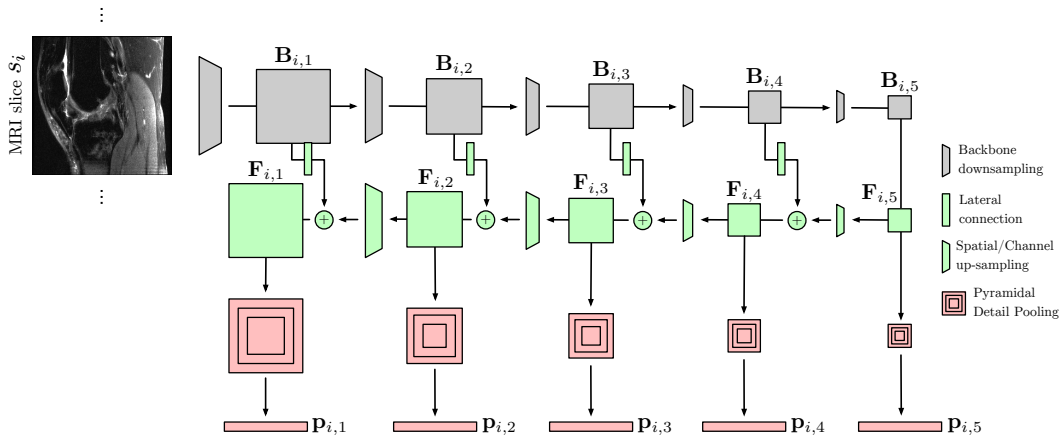 ⋮
MRI slice s_i
⋮
B_{i,1}
B_{i,2}
B_{i,3}
B_{i,4}
B_{i,5}
F_{i,1}
F_{i,2}
F_{i,3}
F_{i,4}
F_{i,5}
+
+
+
+
p_{i,1}
p_{i,2}
p_{i,3}
p_{i,4}
p_{i,5}
Backbone
downsampling
Lateral
connection
Spatial/Channel
up-sampling
Pyramidal
Detail Pooling